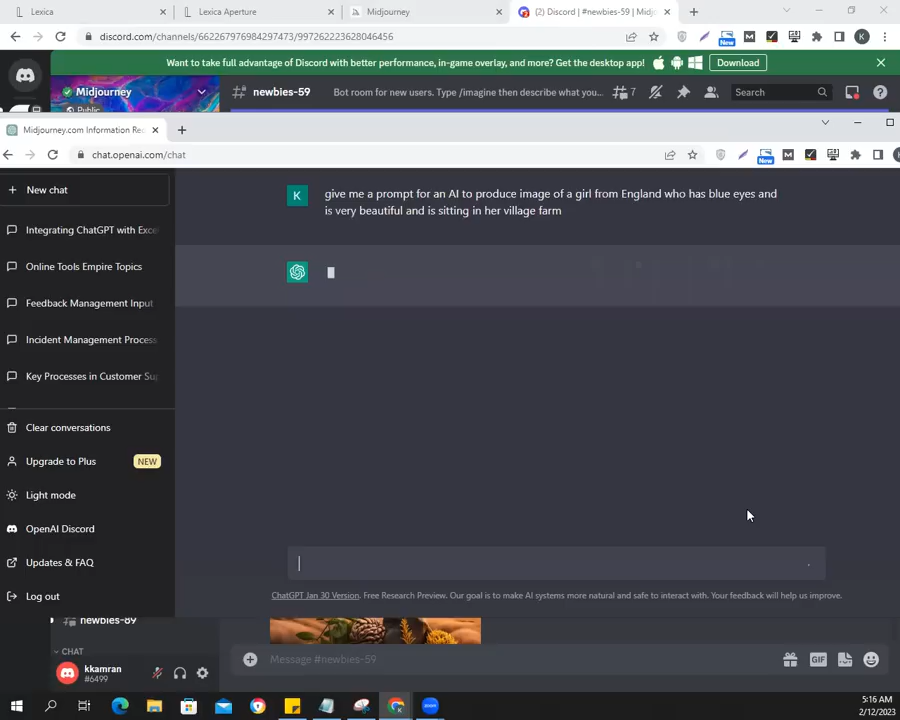 Lexica
Lexica Aperture
Midjourney
(2) Discord | #newbies-59 | Midj
discord.com/channels/662267976984297473/997262223628046456
New
K
Want to take full advantage of Discord with better performance, in-game overlay, and more? Get the desktop app!
Download
Midjourney
Public
newbies-59
Bot room for new users. Type /imagine then describe what you...
7
Search
Midjourney.com Information Re
chat.openai.com/chat
New
New chat
K
give me a prompt for an AI to produce image of a girl from England who has blue eyes and
is very beautiful and is sitting in her village farm
Integrating ChatGPT with Exce
Online Tools Empire Topics
Feedback Management Input
Incident Management Process
Key Processes in Customer Su
Clear conversations
Upgrade to Plus
NEW
Light mode
OpenAI Discord
Updates & FAQ
Log out
ChatGPT Jan 30 Version. Free Research Preview. Our goal is to make AI systems more natural and safe to interact with. Your feedback will help us improve.
newbies-89
CHAT
kkamran
#6499
Message #newbies-59
GIF
zoom
5:16 AM
2/12/2023